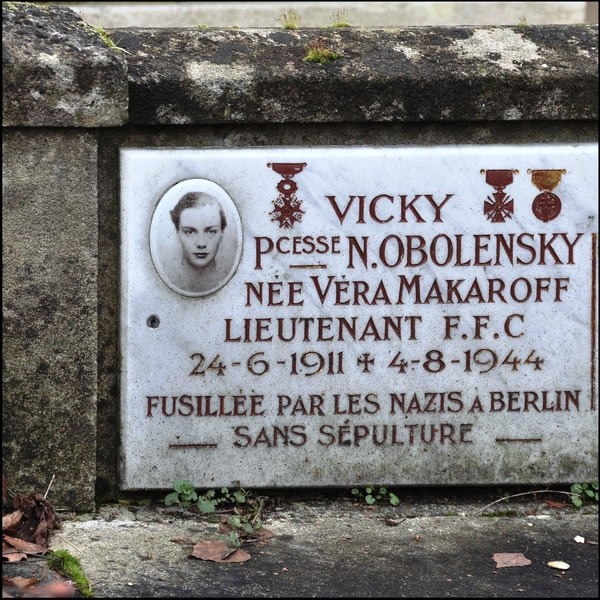 VICKY
PCESSE N. OBOLENSKY
NÉE VÉRA MAKAROFF
LIEUTENANT F.F.C
24-6-1911 ✝ 4-8-1944
FUSILLÉE PAR LES NAZIS A BERLIN
SANS SÉPULTURE